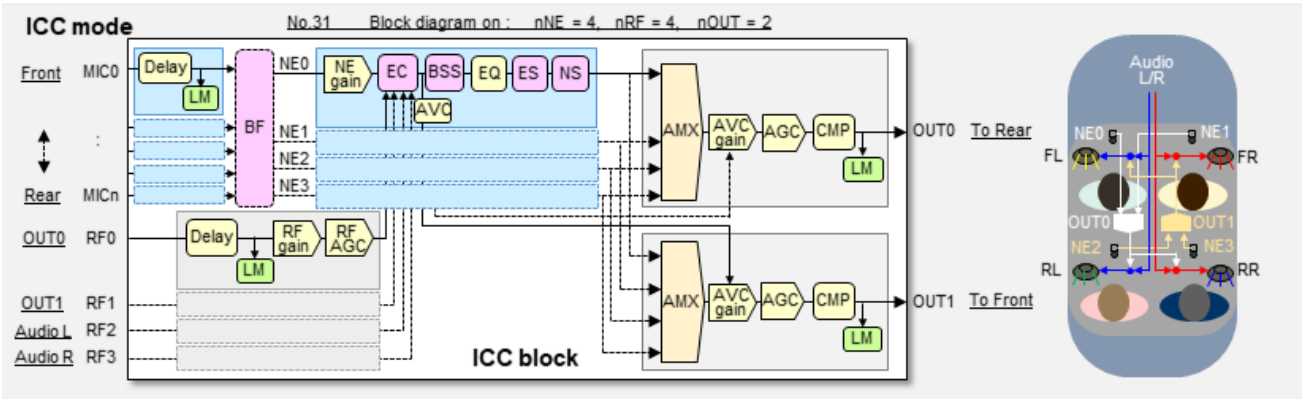 ICC mode
No.31 Block diagram on : nNE = 4, nRF = 4, nOUT = 2
Front MIC0 Delay LM
:
Rear MICn
BF
NE0 NE gain EC BSS EQ ES NS
AVC
NE1
NE2
NE3
OUT0 RF0 Delay LM RF gain RF AGC
OUT1 RF1
Audio L RF2
Audio R RF3
AMX AVC gain AGC CMP LM OUT0 To Rear
AMX AVC gain AGC CMP LM OUT1 To Front
ICC block
Audio
L/R
NE0 NE1
FL FR
OUT0 OUT1
NE2 NE3
RL RR